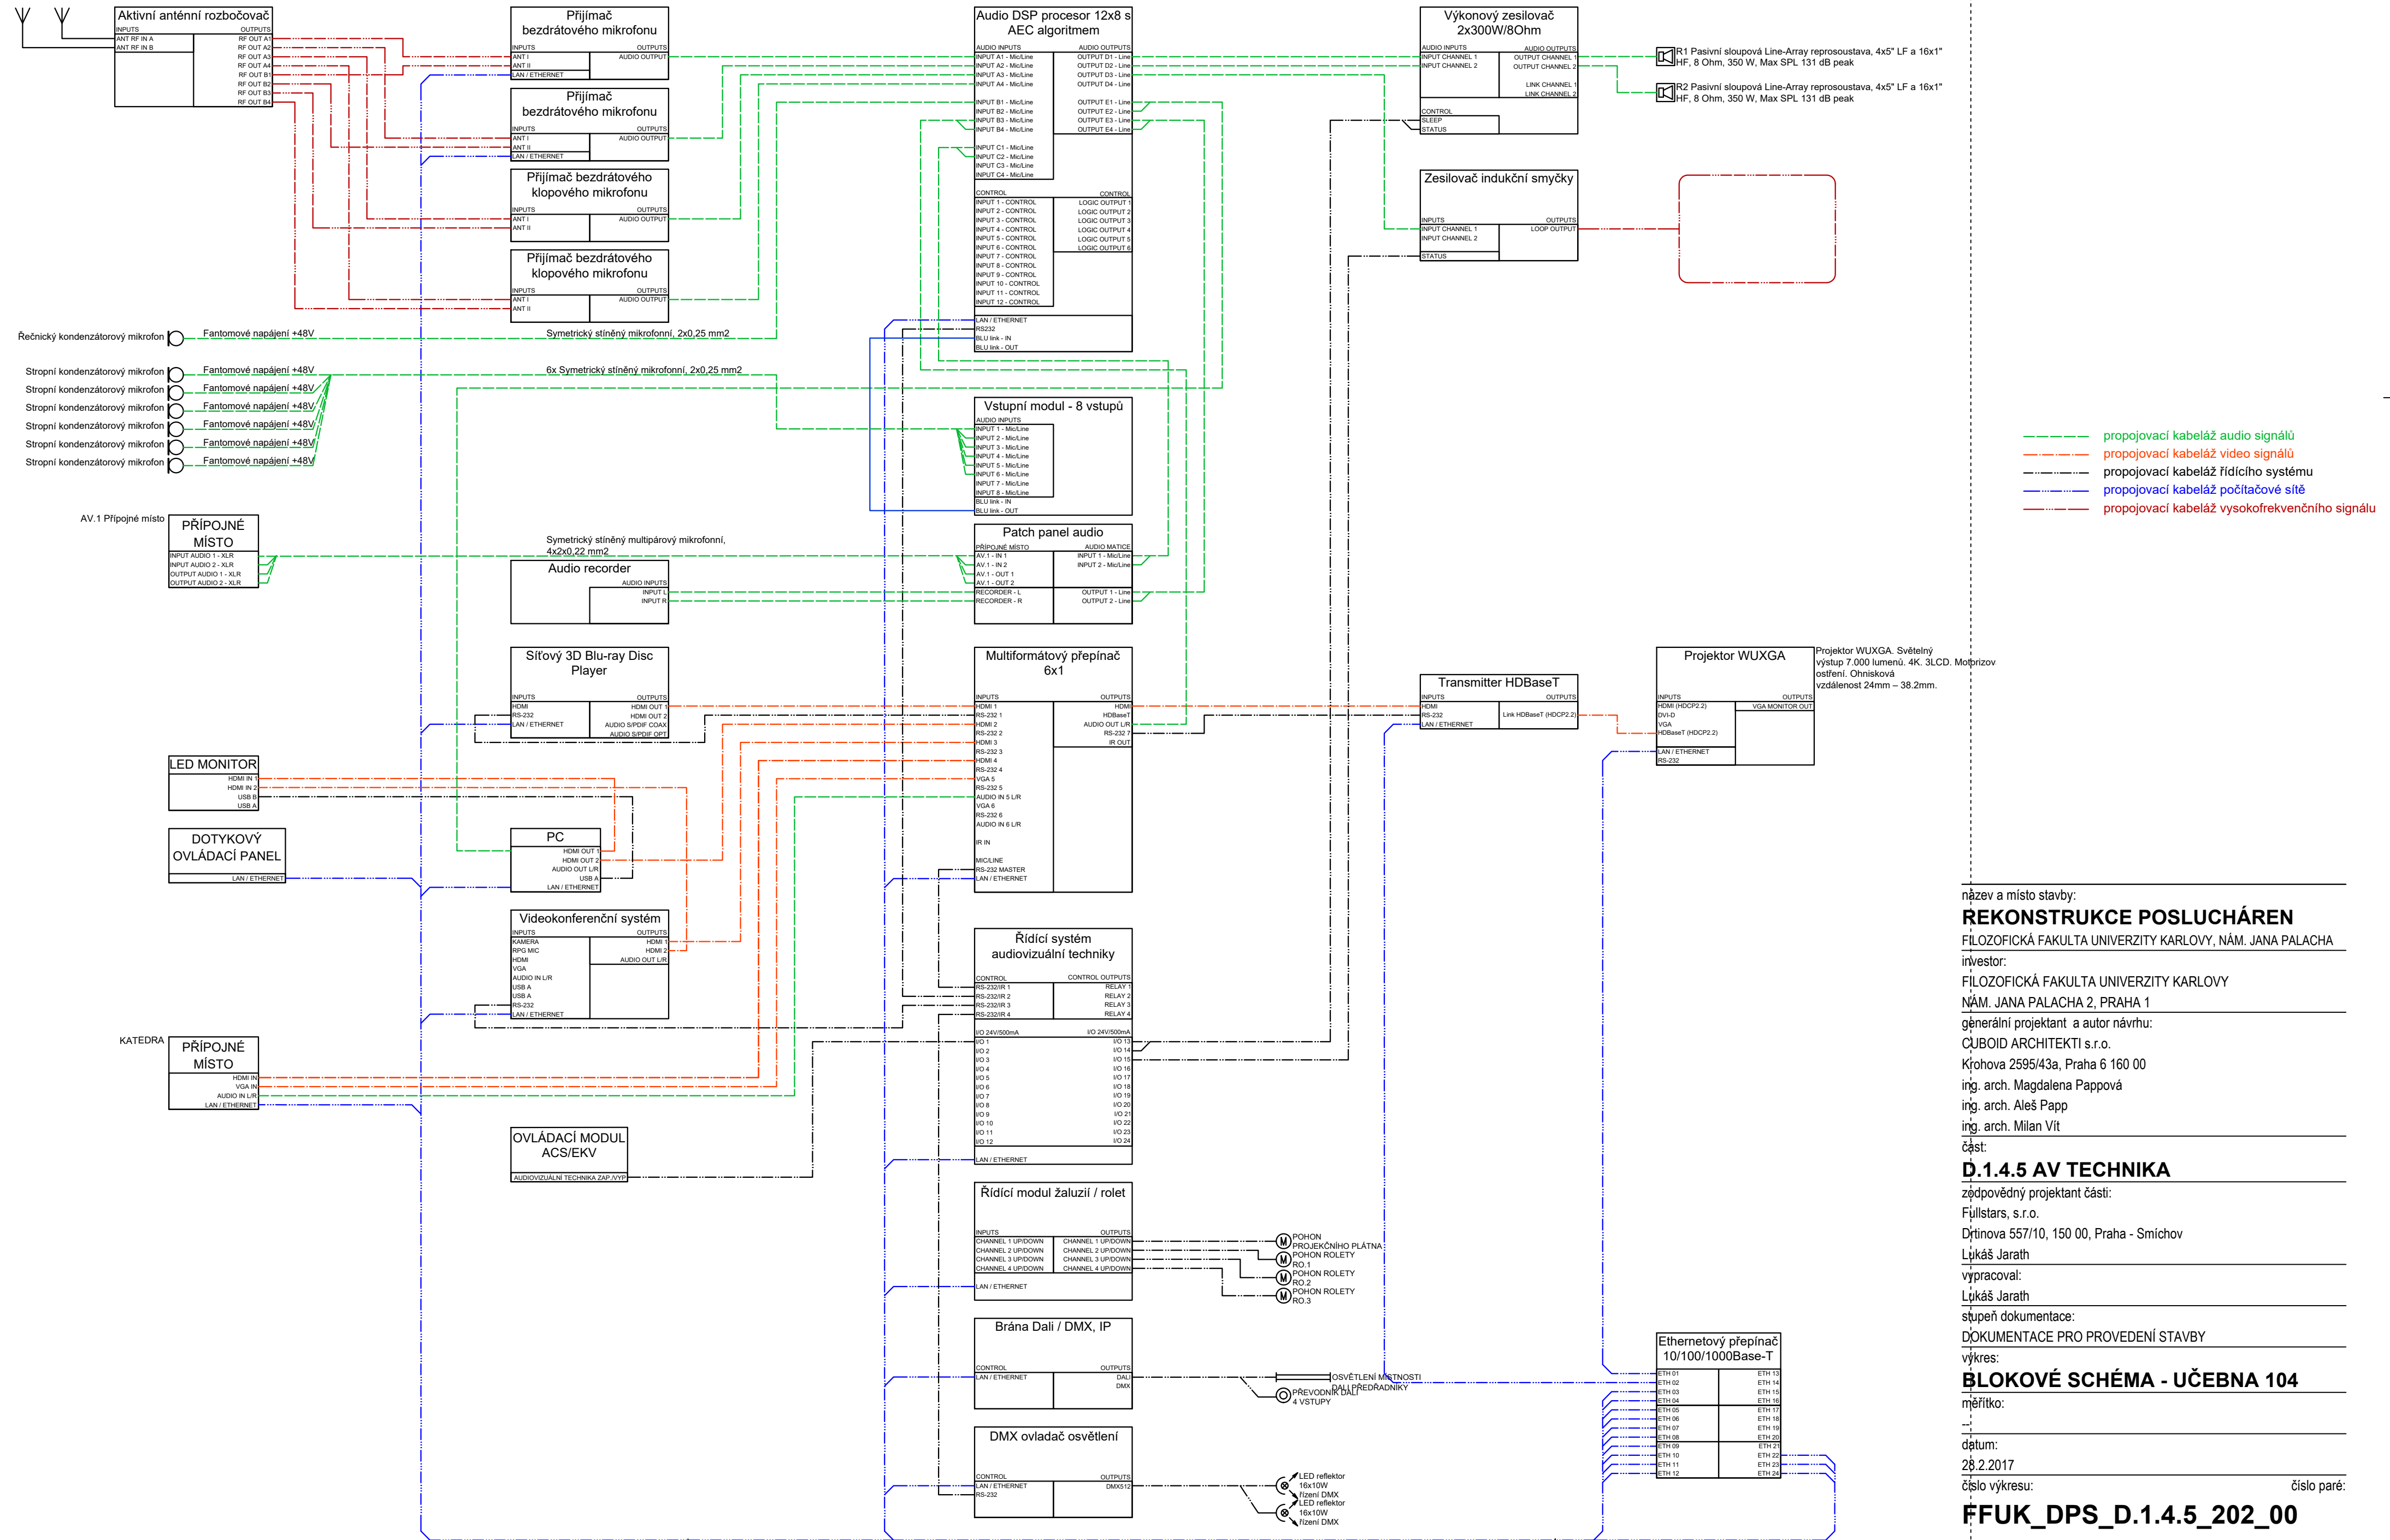 Aktivní anténní rozbočovač
INPUTS
OUTPUTS
ANT RF IN A
ANT RF IN B
RF OUT A1
RF OUT A2
RF OUT A3
RF OUT A4
RF OUT B1
RF OUT B2
RF OUT B3
RF OUT B4
Přijímač
bezdrátového mikrofonu
INPUTS
OUTPUTS
ANT I
ANT II
LAN / ETHERNET
AUDIO OUTPUT
Přijímač
bezdrátového mikrofonu
INPUTS
OUTPUTS
ANT I
ANT II
LAN / ETHERNET
AUDIO OUTPUT
Přijímač bezdrátového
klopového mikrofonu
INPUTS
OUTPUTS
ANT I
ANT II
AUDIO OUTPUT
Přijímač bezdrátového
klopového mikrofonu
INPUTS
OUTPUTS
ANT I
ANT II
AUDIO OUTPUT
Audio DSP procesor 12x8 s
AEC algoritmem
AUDIO INPUTS
AUDIO OUTPUTS
INPUT A1 - Mic/Line
INPUT A2 - Mic/Line
INPUT A3 - Mic/Line
INPUT A4 - Mic/Line
INPUT B1 - Mic/Line
INPUT B2 - Mic/Line
INPUT B3 - Mic/Line
INPUT B4 - Mic/Line
INPUT C1 - Mic/Line
INPUT C2 - Mic/Line
INPUT C3 - Mic/Line
INPUT C4 - Mic/Line
OUTPUT D1 - Line
OUTPUT D2 - Line
OUTPUT D3 - Line
OUTPUT D4 - Line
OUTPUT E1 - Line
OUTPUT E2 - Line
OUTPUT E3 - Line
OUTPUT E4 - Line
CONTROL
CONTROL
INPUT 1 - CONTROL
INPUT 2 - CONTROL
INPUT 3 - CONTROL
INPUT 4 - CONTROL
INPUT 5 - CONTROL
INPUT 6 - CONTROL
INPUT 7 - CONTROL
INPUT 8 - CONTROL
INPUT 9 - CONTROL
INPUT 10 - CONTROL
INPUT 11 - CONTROL
INPUT 12 - CONTROL
LOGIC OUTPUT 1
LOGIC OUTPUT 2
LOGIC OUTPUT 3
LOGIC OUTPUT 4
LOGIC OUTPUT 5
LOGIC OUTPUT 6
LAN / ETHERNET
RS232
BLU link - IN
BLU link - OUT
Výkonový zesilovač
2x300W/8Ohm
AUDIO INPUTS
AUDIO OUTPUTS
INPUT CHANNEL 1
INPUT CHANNEL 2
OUTPUT CHANNEL 1
OUTPUT CHANNEL 2
LINK CHANNEL 1
LINK CHANNEL 2
CONTROL
SLEEP
STATUS
R1 Pasivní sloupová Line-Array reprosoustava, 4x5" LF a 16x1"
HF, 8 Ohm, 350 W, Max SPL 131 dB peak
R2 Pasivní sloupová Line-Array reprosoustava, 4x5" LF a 16x1"
HF, 8 Ohm, 350 W, Max SPL 131 dB peak
Zesilovač indukční smyčky
INPUTS
OUTPUTS
INPUT CHANNEL 1
INPUT CHANNEL 2
LOOP OUTPUT
STATUS
Řečnický kondenzátorový mikrofon
Fantomové napájení +48V
Symetrický stíněný mikrofonní, 2x0,25 mm2
Stropní kondenzátorový mikrofon
Fantomové napájení +48V
6x Symetrický stíněný mikrofonní, 2x0,25 mm2
Stropní kondenzátorový mikrofon
Fantomové napájení +48V
Stropní kondenzátorový mikrofon
Fantomové napájení +48V
Stropní kondenzátorový mikrofon
Fantomové napájení +48V
Stropní kondenzátorový mikrofon
Fantomové napájení +48V
Stropní kondenzátorový mikrofon
Fantomové napájení +48V
Vstupní modul - 8 vstupů
AUDIO INPUTS
INPUT 1 - Mic/Line
INPUT 2 - Mic/Line
INPUT 3 - Mic/Line
INPUT 4 - Mic/Line
INPUT 5 - Mic/Line
INPUT 6 - Mic/Line
INPUT 7 - Mic/Line
INPUT 8 - Mic/Line
BLU link - IN
BLU link - OUT
propojovací kabeláž audio signálů
propojovací kabeláž video signálů
propojovací kabeláž řídícího systému
propojovací kabeláž počítačové sítě
propojovací kabeláž vysokofrekvenčního signálu
AV.1 Přípojné místo
PŘÍPOJNÉ
MÍSTO
INPUT AUDIO 1 - XLR
INPUT AUDIO 2 - XLR
OUTPUT AUDIO 1 - XLR
OUTPUT AUDIO 2 - XLR
Symetrický stíněný multipárový mikrofonní,
4x2x0,22 mm2
Audio recorder
AUDIO INPUTS
INPUT L
INPUT R
Patch panel audio
PŘÍPOJNÉ MÍSTO
AUDIO MATICE
AV.1 - IN 1
AV.1 - IN 2
AV.1 - OUT 1
AV.1 - OUT 2
RECORDER - L
RECORDER - R
INPUT 1 - Mic/Line
INPUT 2 - Mic/Line
OUTPUT 1 - Line
OUTPUT 2 - Line
Síťový 3D Blu-ray Disc
Player
INPUTS
OUTPUTS
HDMI
RS-232
LAN / ETHERNET
HDMI OUT 1
HDMI OUT 2
AUDIO S/PDIF COAX
AUDIO S/PDIF OPT
Multiformátový přepínač
6x1
INPUTS
OUTPUTS
HDMI 1
RS-232 1
HDMI 2
RS-232 2
HDMI 3
RS-232 3
HDMI 4
RS-232 4
VGA 5
RS-232 5
AUDIO IN 5 L/R
VGA 6
RS-232 6
AUDIO IN 6 L/R
IR IN
MIC/LINE
RS-232 MASTER
LAN / ETHERNET
HDMI
HDBaseT
AUDIO OUT L/R
RS-232 7
IR OUT
Transmitter HDBaseT
INPUTS
OUTPUTS
HDMI
RS-232
LAN / ETHERNET
Link HDBaseT (HDCP2.2)
Projektor WUXGA
INPUTS
OUTPUTS
HDMI (HDCP2.2)
DVI-D
VGA
HDBaseT (HDCP2.2)
LAN / ETHERNET
RS-232
VGA MONITOR OUT
Projektor WUXGA. Světelný
výstup 7.000 lumenů. 4K. 3LCD. Motorizov
ostření. Ohnisková
vzdálenost 24mm – 38.2mm.
LED MONITOR
HDMI IN 1
HDMI IN 2
USB B
USB A
DOTYKOVÝ
OVLÁDACÍ PANEL
LAN / ETHERNET
PC
HDMI OUT 1
HDMI OUT 2
AUDIO OUT L/R
USB A
LAN / ETHERNET
Videokonferenční systém
INPUTS
OUTPUTS
KAMERA
RPG MIC
HDMI
VGA
AUDIO IN L/R
USB A
USB A
RS-232
LAN / ETHERNET
HDMI 1
HDMI 2
AUDIO OUT L/R
KATEDRA
PŘÍPOJNÉ
MÍSTO
HDMI IN
VGA IN
AUDIO IN L/R
LAN / ETHERNET
OVLÁDACÍ MODUL
ACS/EKV
AUDIOVIZUÁLNÍ TECHNIKA ZAP./VYP
Řídící systém
audiovizuální techniky
CONTROL
CONTROL OUTPUTS
RS-232/IR 1
RS-232/IR 2
RS-232/IR 3
RS-232/IR 4
RELAY 1
RELAY 2
RELAY 3
RELAY 4
I/O 24V/500mA
I/O 24V/500mA
I/O 1
I/O 2
I/O 3
I/O 4
I/O 5
I/O 6
I/O 7
I/O 8
I/O 9
I/O 10
I/O 11
I/O 12
I/O 13
I/O 14
I/O 15
I/O 16
I/O 17
I/O 18
I/O 19
I/O 20
I/O 21
I/O 22
I/O 23
I/O 24
LAN / ETHERNET
Řídící modul žaluzií / rolet
INPUTS
OUTPUTS
CHANNEL 1 UP/DOWN
CHANNEL 2 UP/DOWN
CHANNEL 3 UP/DOWN
CHANNEL 4 UP/DOWN
CHANNEL 1 UP/DOWN
CHANNEL 2 UP/DOWN
CHANNEL 3 UP/DOWN
CHANNEL 4 UP/DOWN
LAN / ETHERNET
M
POHON
PROJEKČNÍHO PLÁTNA
M
POHON ROLETY
RO.1
M
POHON ROLETY
RO.2
M
POHON ROLETY
RO.3
Brána Dali / DMX, IP
CONTROL
OUTPUTS
LAN / ETHERNET
DALI
DMX
OSVĚTLENÍ MÍSTNOSTI
DALI PŘEDŘADNÍKY
PŘEVODNÍK DALI
4 VSTUPY
DMX ovladač osvětlení
CONTROL
OUTPUTS
LAN / ETHERNET
RS-232
DMX512
LED reflektor
16x10W
řízení DMX
LED reflektor
16x10W
řízení DMX
Ethernetový přepínač
10/100/1000Base-T
ETH 01
ETH 02
ETH 03
ETH 04
ETH 05
ETH 06
ETH 07
ETH 08
ETH 09
ETH 10
ETH 11
ETH 12
ETH 13
ETH 14
ETH 15
ETH 16
ETH 17
ETH 18
ETH 19
ETH 20
ETH 21
ETH 22
ETH 23
ETH 24
název a místo stavby:
REKONSTRUKCE POSLUCHÁREN
FILOZOFICKÁ FAKULTA UNIVERZITY KARLOVY, NÁM. JANA PALACHA
investor:
FILOZOFICKÁ FAKULTA UNIVERZITY KARLOVY
NÁM. JANA PALACHA 2, PRAHA 1
generální projektant a autor návrhu:
CUBOID ARCHITEKTI s.r.o.
Krohova 2595/43a, Praha 6 160 00
ing. arch. Magdalena Pappová
ing. arch. Aleš Papp
ing. arch. Milan Vít
část:
D.1.4.5 AV TECHNIKA
zodpovědný projektant části:
Fullstars, s.r.o.
Drtinova 557/10, 150 00, Praha - Smíchov
Lukáš Jarath
vypracoval:
Lukáš Jarath
stupeň dokumentace:
DOKUMENTACE PRO PROVEDENÍ STAVBY
výkres:
BLOKOVÉ SCHÉMA - UČEBNA 104
měřítko:
--
datum:
28.2.2017
číslo výkresu:
číslo paré:
FFUK_DPS_D.1.4.5_202_00